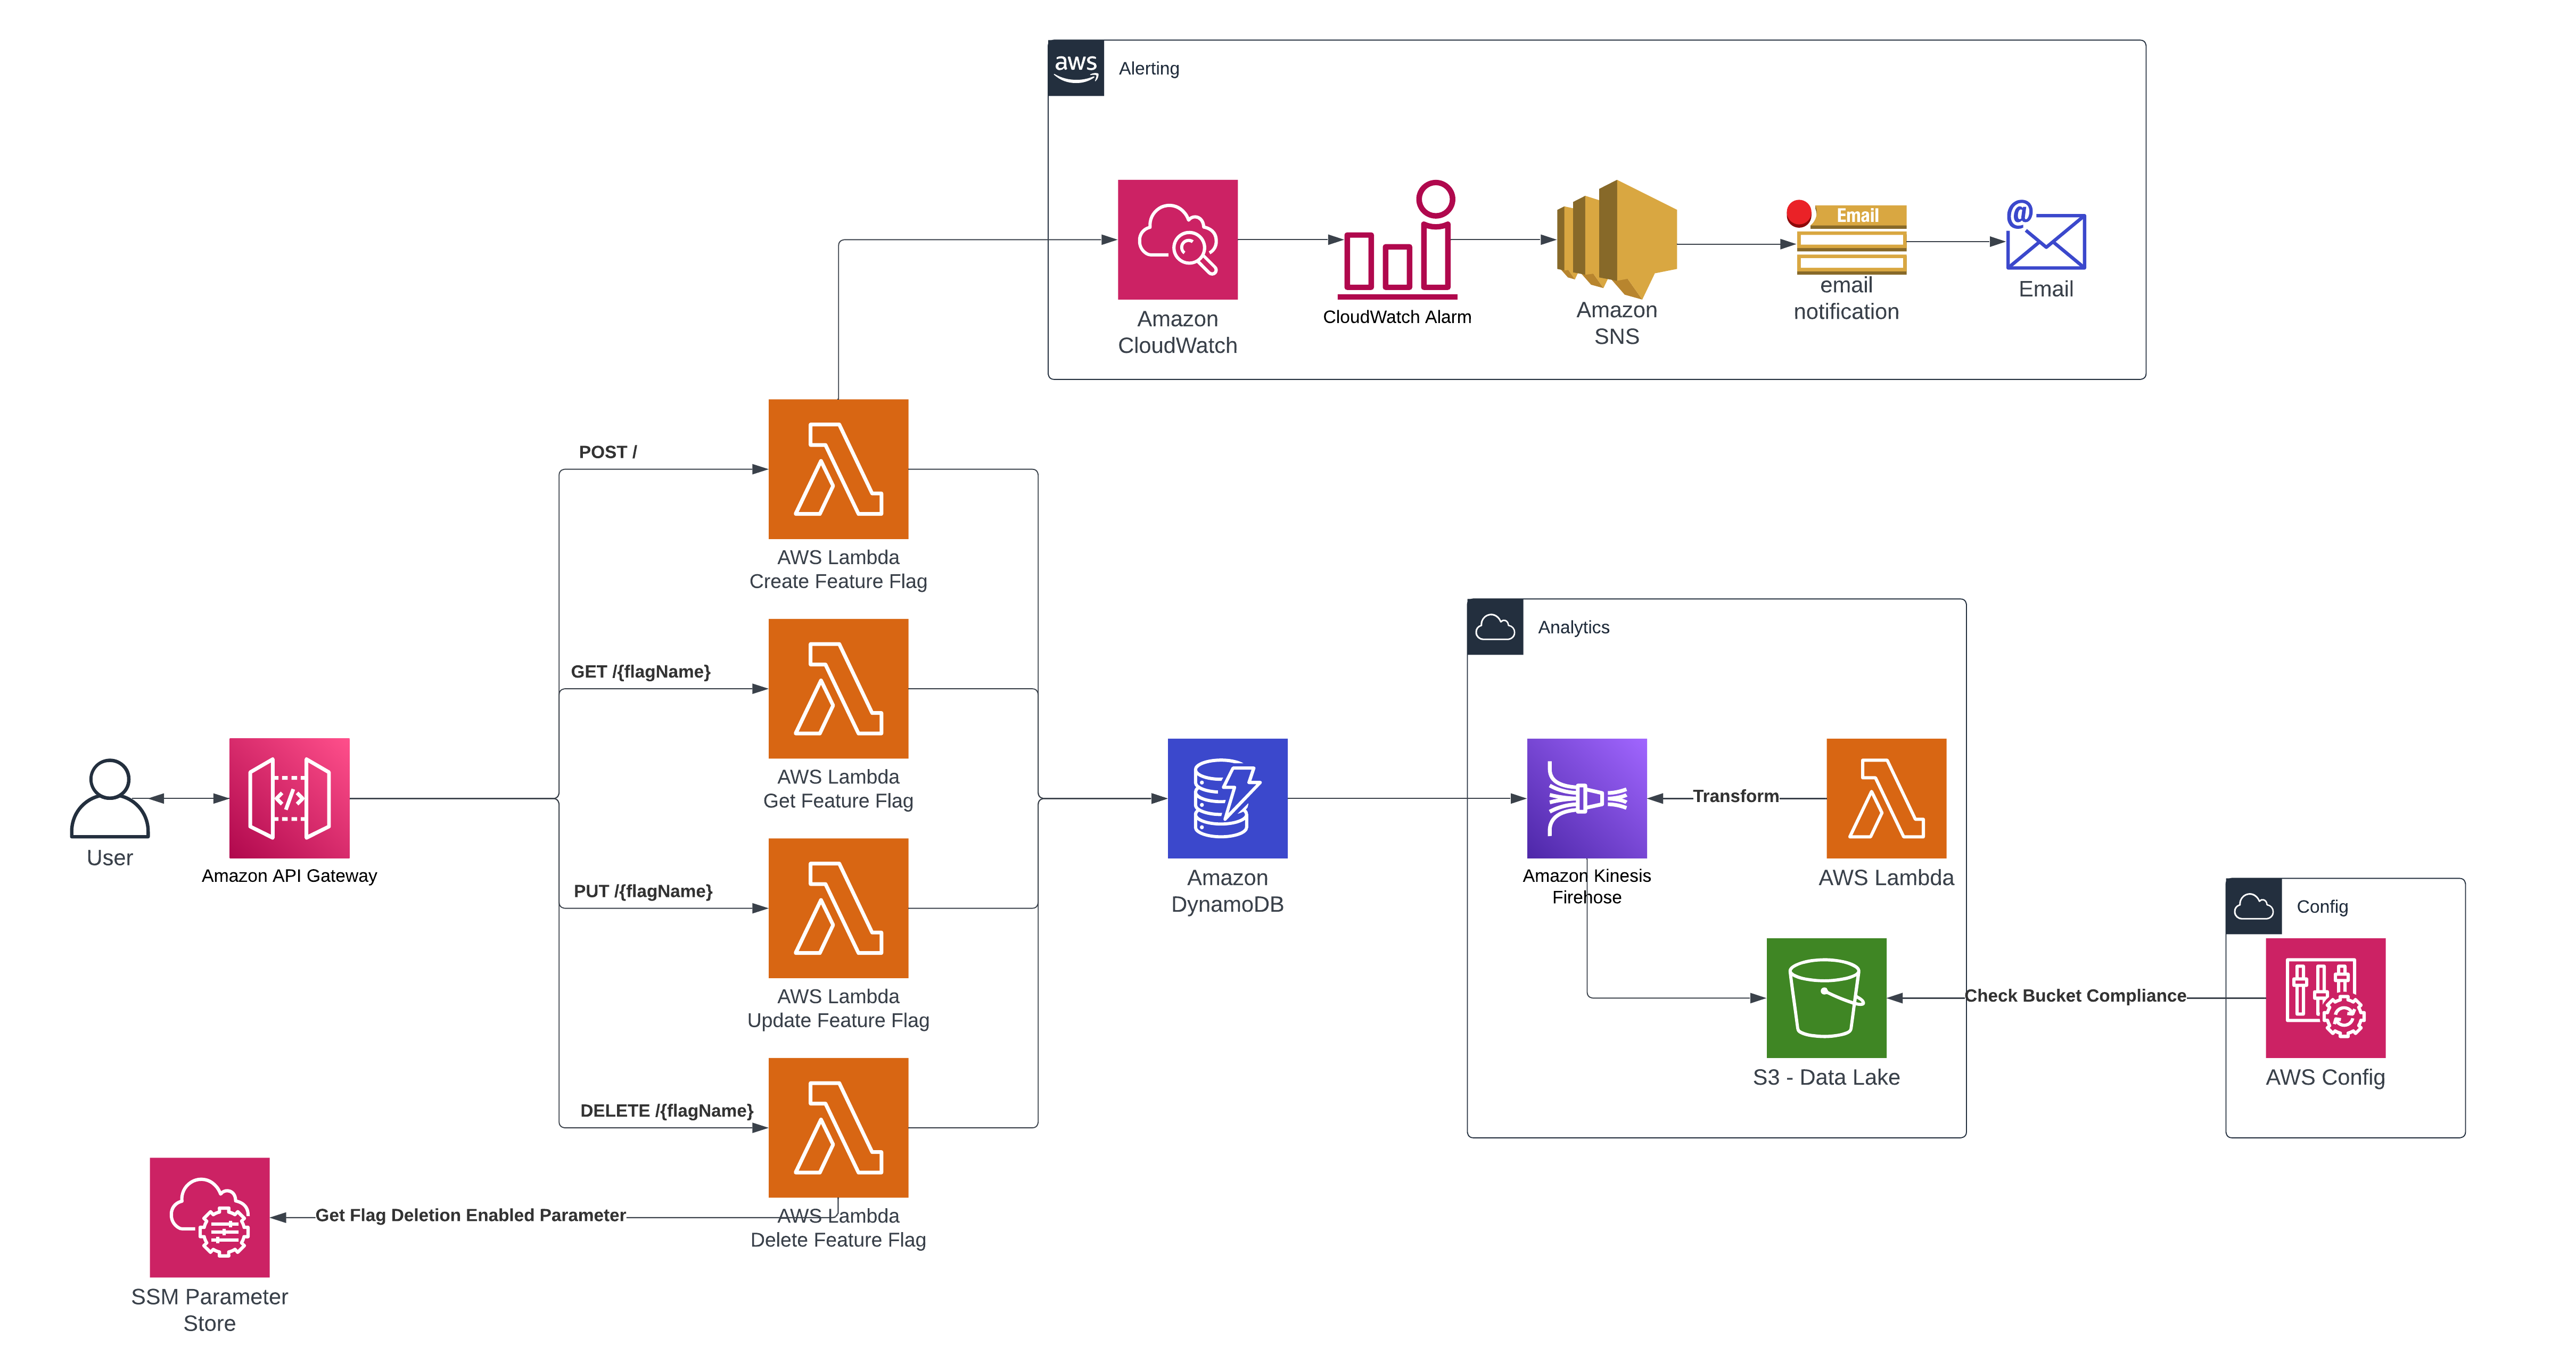 aws
Alerting
Email
@
Amazon
CloudWatch
CloudWatch Alarm
Amazon
SNS
email
notification
Email
POST /
AWS Lambda
Create Feature Flag
GET /{flagName}
AWS Lambda
Get Feature Flag
Analytics
User
</>
Amazon API Gateway
PUT /{flagName}
AWS Lambda
Update Feature Flag
Amazon
DynamoDB
Transform
Amazon Kinesis
Firehose
AWS Lambda
Config
S3 - Data Lake
Check Bucket Compliance
AWS Config
DELETE /{flagName}
AWS Lambda
Delete Feature Flag
Get Flag Deletion Enabled Parameter
SSM Parameter
Store